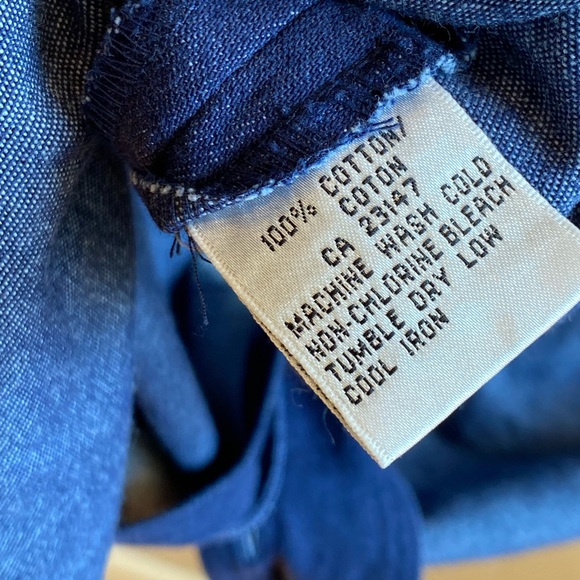 100% COTTON/
COTON
CA 23147
MACHINE WASH COLD
NON-CHLORINE BLEACH
TUMBLE DRY LOW
COOL IRON